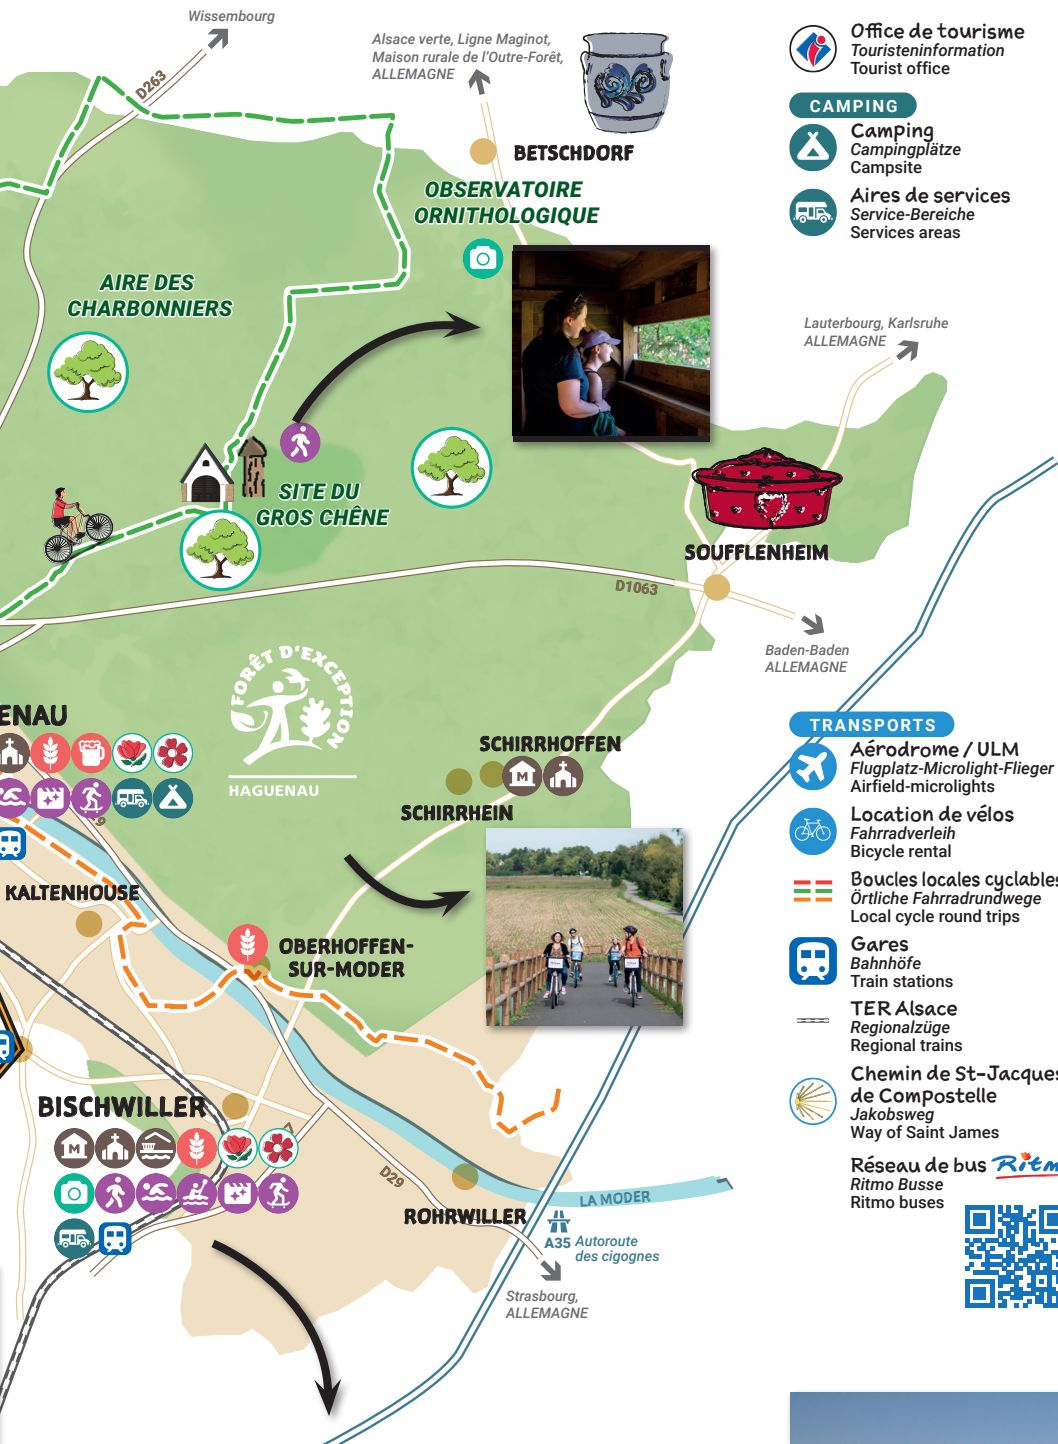 Wissembourg
D263
Alsace verte, Ligne Maginot,
Maison rurale de l'Outre-Forêt,
ALLEMAGNE
BETSCHDORF
OBSERVATOIRE
ORNITHOLOGIQUE
AIRE DES
CHARBONNIERS
SITE DU
GROS CHÊNE
Lauterbourg, Karlsruhe
ALLEMAGNE
SOUFFLENHEIM
D1063
Baden-Baden
ALLEMAGNE
FORÊT D'EXCEPTION
HAGUENAU
ENAU
SCHIRRHOFFEN
M
SCHIRRHEIN
9
KALTENHOUSE
OBERHOFFEN-
SUR-MODER
BISCHWILLER
M
D29
ROHRWILLER
LA MODER
A35 Autoroute
des cigognes
Strasbourg,
ALLEMAGNE
Office de tourisme
Touristeninformation
Tourist office
CAMPING
Camping
Campingplätze
Campsite
Aires de services
Service-Bereiche
Services areas
TRANSPORTS
Aérodrome / ULM
Flugplatz-Microlight-Flieger
Airfield-microlights
Location de vélos
Fahrradverleih
Bicycle rental
Boucles locales cyclables
Örtliche Fahrradrundwege
Local cycle round trips
Gares
Bahnhöfe
Train stations
TER Alsace
Regionalzüge
Regional trains
Chemin de St-Jacques
de Compostelle
Jakobsweg
Way of Saint James
Réseau de bus Ritm
Ritmo Busse
Ritmo buses